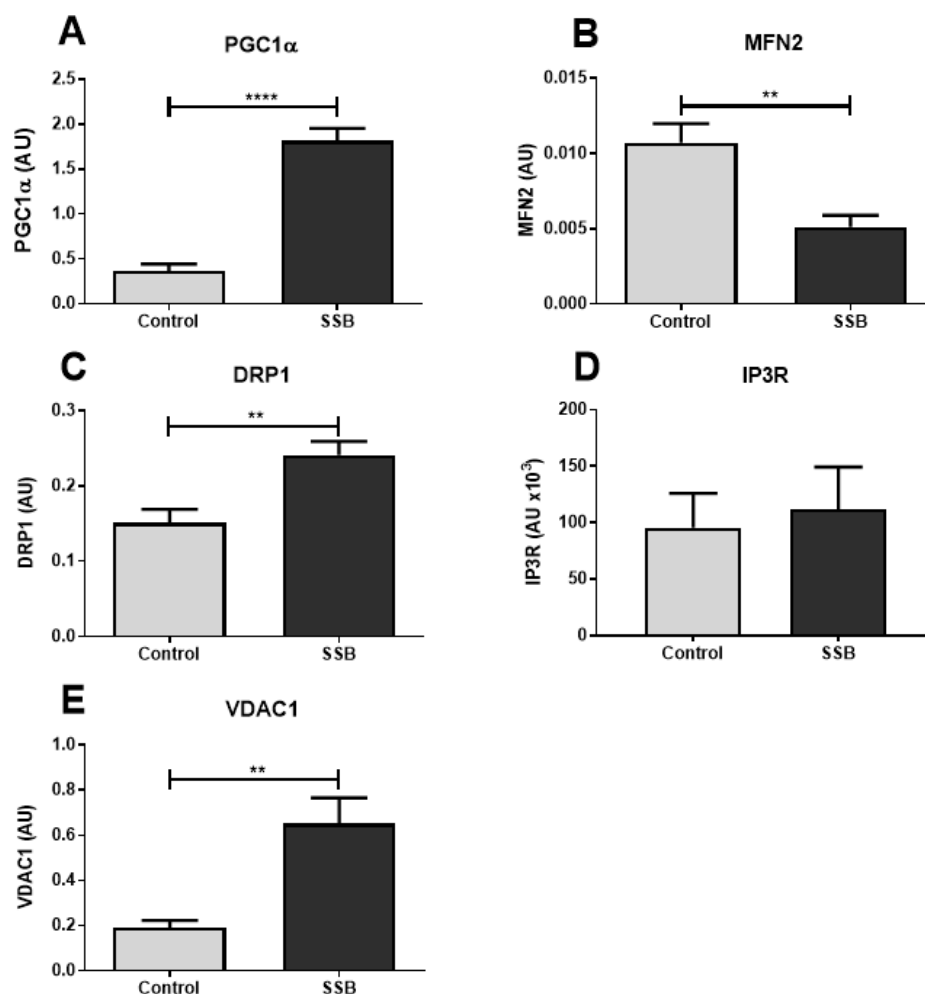 A
PGC1α
PGC1α (AU)
2.5
2.0
1.5
1.0
0.5
0.0
****
Control
SSB
B
MFN2
MFN2 (AU)
0.015
0.010
0.005
0.000
**
Control
SSB
C
DRP1
DRP1 (AU)
0.3
0.2
0.1
0.0
**
Control
SSB
D
IP3R
IP3R (AU x10³)
200
150
100
50
0
Control
SSB
E
VDAC1
VDAC1 (AU)
1.0
0.8
0.6
0.4
0.2
0.0
**
Control
SSB